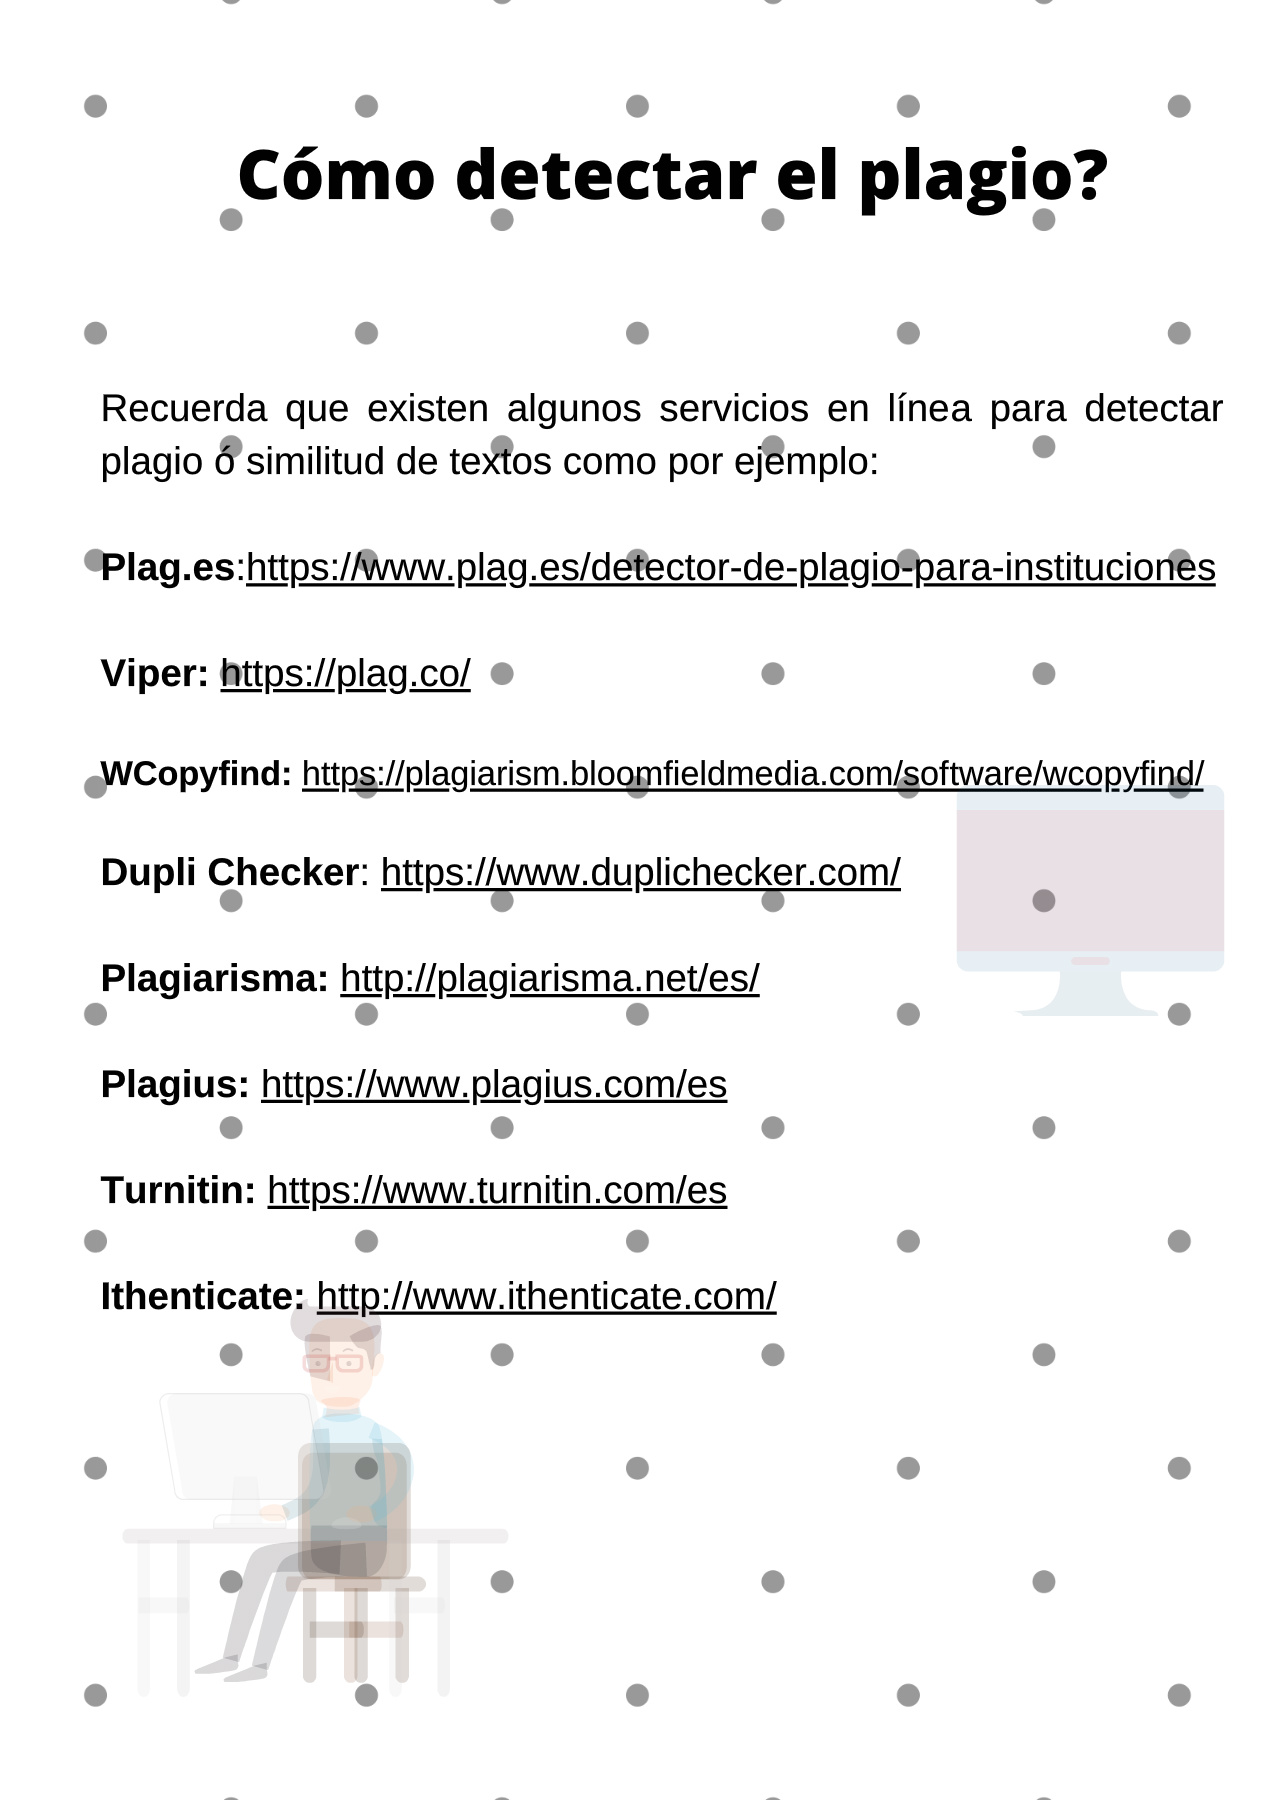 Cómo detectar el plagio?
Recuerda que existen algunos servicios en línea para detectar
plagio ó similitud de textos como por ejemplo:
Plag.es:https://www.plag.es/detector-de-plagio-para-instituciones
Viper: https://plag.co/
WCopyfind: https://plagiarism.bloomfieldmedia.com/software/wcopyfind/
Dupli Checker: https://www.duplichecker.com/
Plagiarisma: http://plagiarisma.net/es/
Plagius: https://www.plagius.com/es
Turnitin: https://www.turnitin.com/es
Ithenticate: http://www.ithenticate.com/